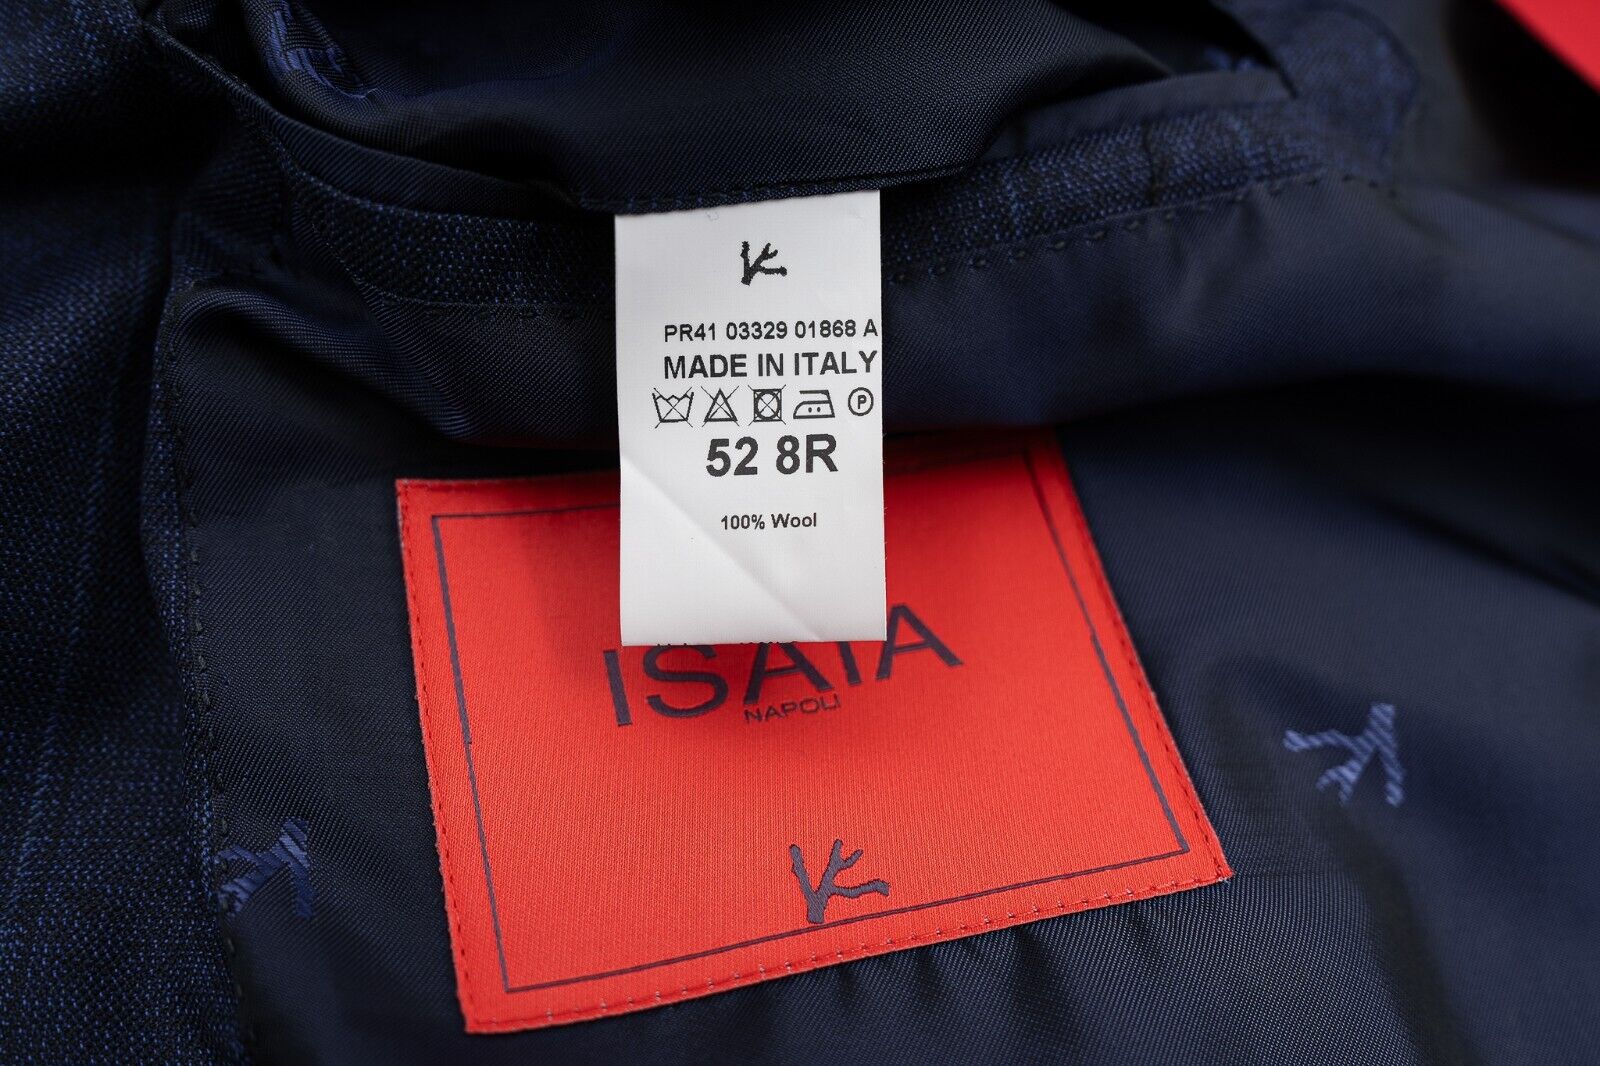 PR41 03329 01868 A
MADE IN ITALY
P
52 8R
100% Wool
ISAIA
NAPOLI